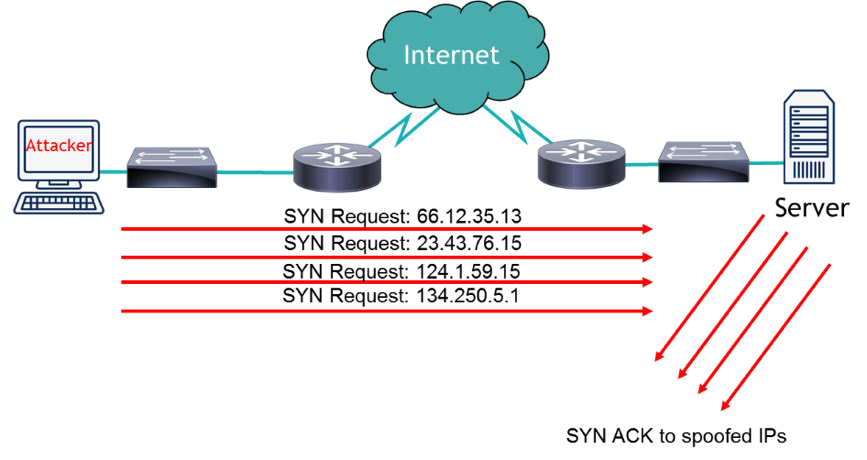 Internet
Attacker
Server
SYN Request: 66.12.35.13
SYN Request: 23.43.76.15
SYN Request: 124.1.59.15
SYN Request: 134.250.5.1
SYN ACK to spoofed IPs